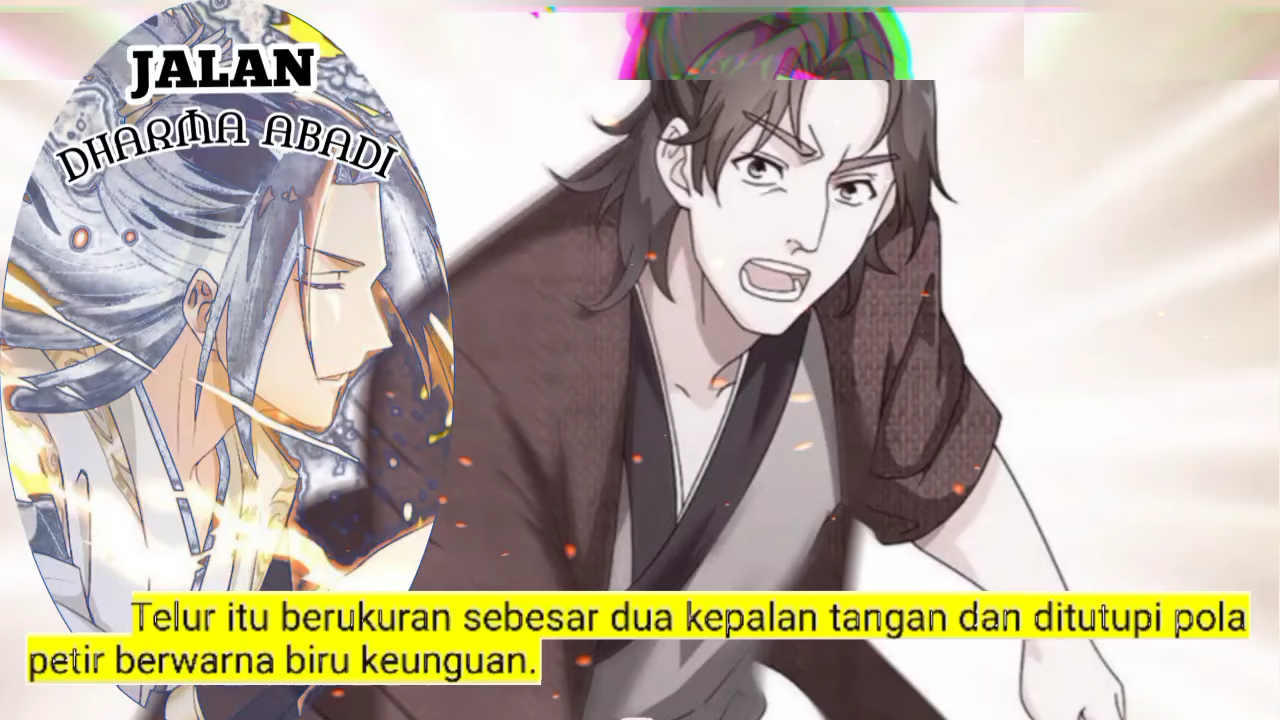 JALAN
DHARMA ABADI
Telur itu berukuran sebesar dua kepalan tangan dan ditutupi pola
petir berwarna biru keunguan.